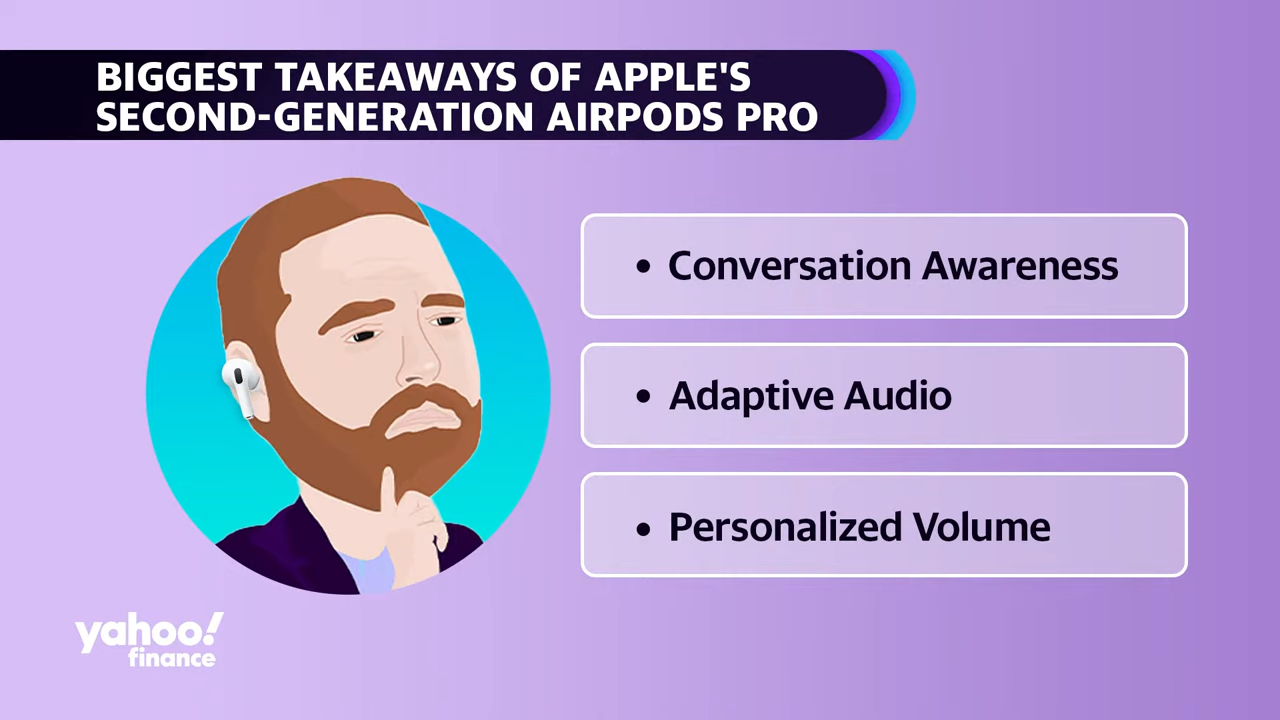 BIGGEST TAKEAWAYS OF APPLE'S
SECOND-GENERATION AIRPODS PRO
• Conversation Awareness
• Adaptive Audio
• Personalized Volume
yahoo!
finance